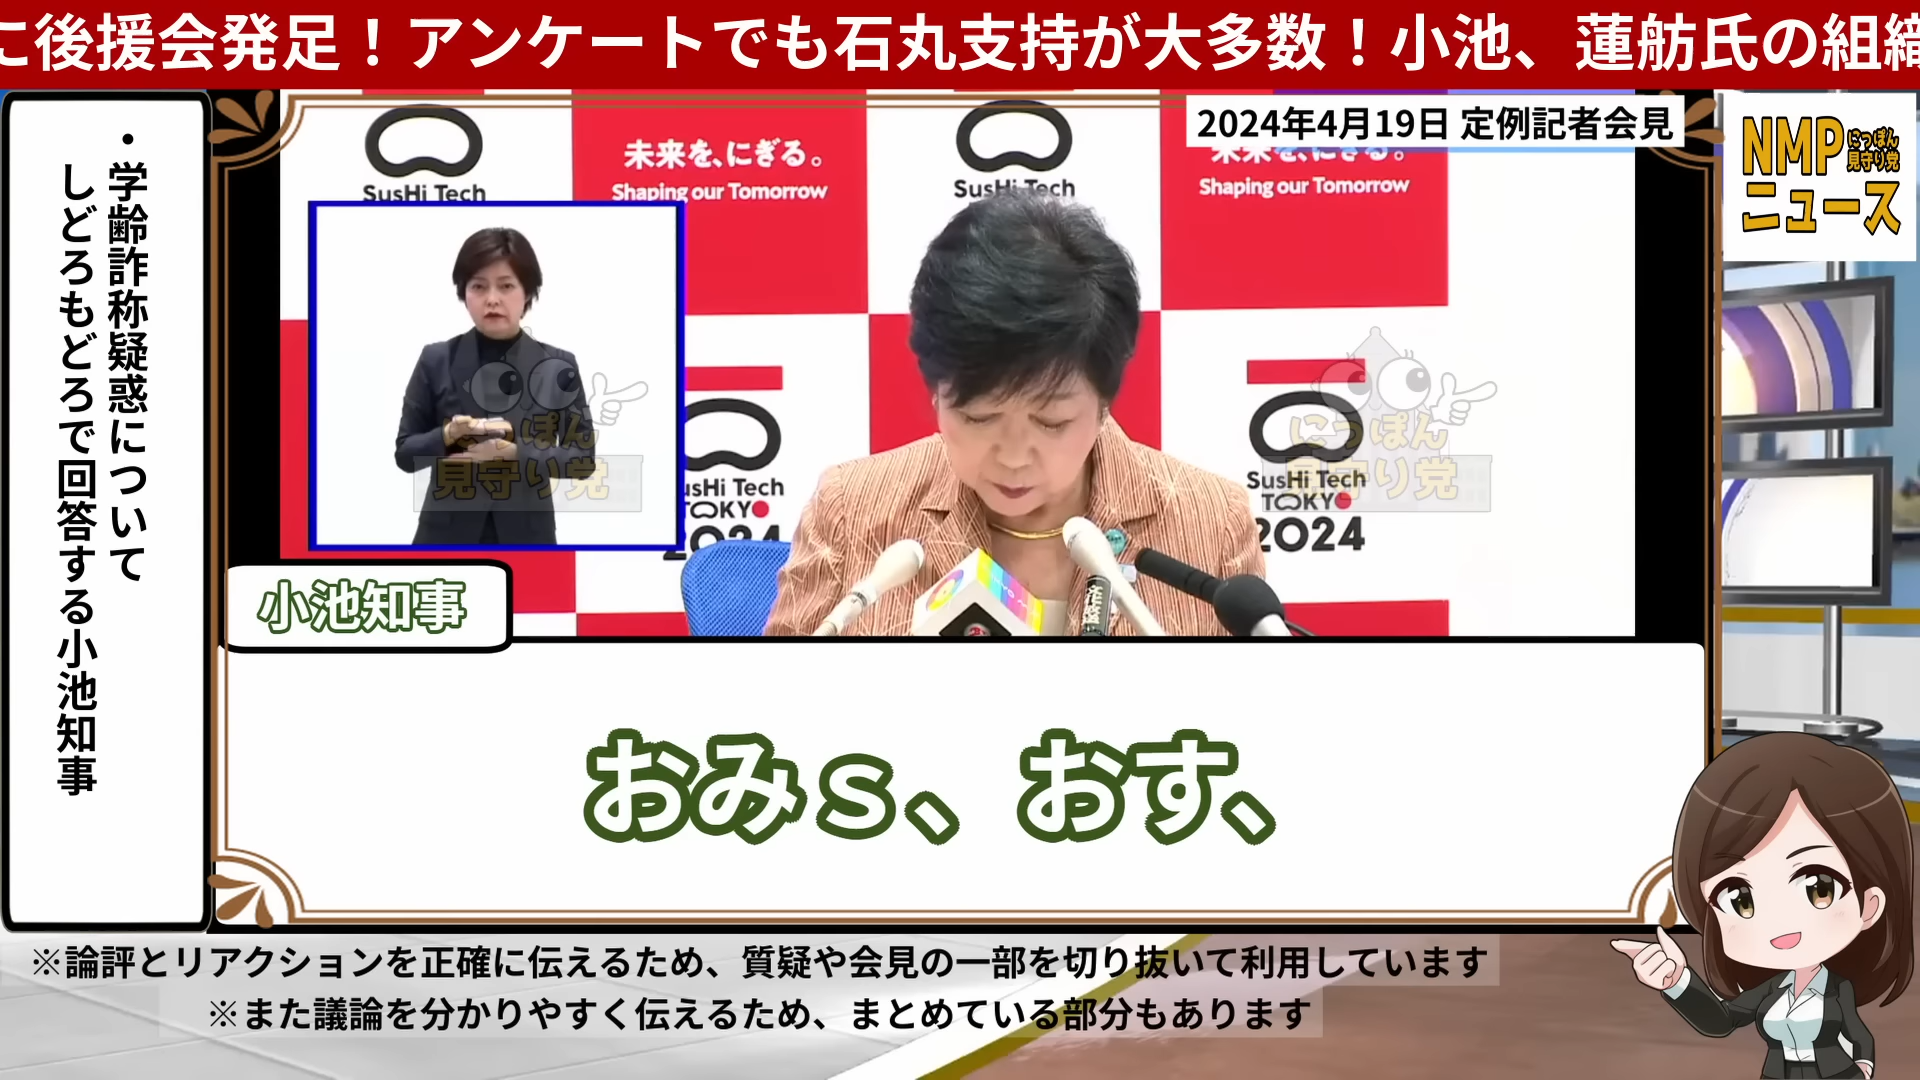 に後援会発足！アンケートでも石丸支持が大多数！小池、蓮舫氏の組織
2024年4月19日 定例記者会見
NMP にっぽん見守り党
ニュース
・学齢詐称疑惑について
しどろもどろで回答する小池知事
SusHi Tech
未来を、にぎる。
Shaping our Tomorrow
SusHi Tech
未来を、にぎる。
Shaping our Tomorrow
にっぽん
見守り党
usHi Tech
TOKYO
2024
にっぽん
見守り党
SusHi Tech
TOKYO
2024
小池知事
おみｓ、おす、
※論評とリアクションを正確に伝えるため、質疑や会見の一部を切り抜いて利用しています
※また議論を分かりやすく伝えるため、まとめている部分もあります